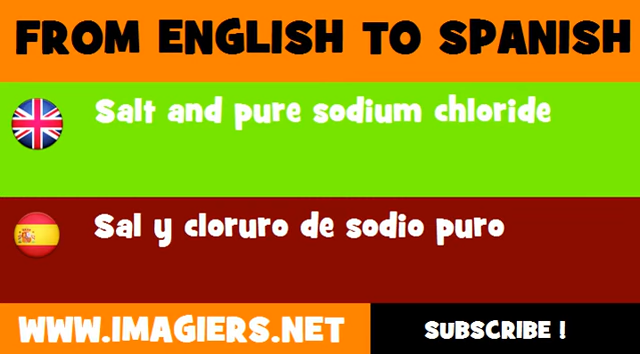 FROM ENGLISH TO SPANISH
Salt and pure sodium chloride
Sal y cloruro de sodio puro
WWW.IMAGIERS.NET
SUBSCRIBE !